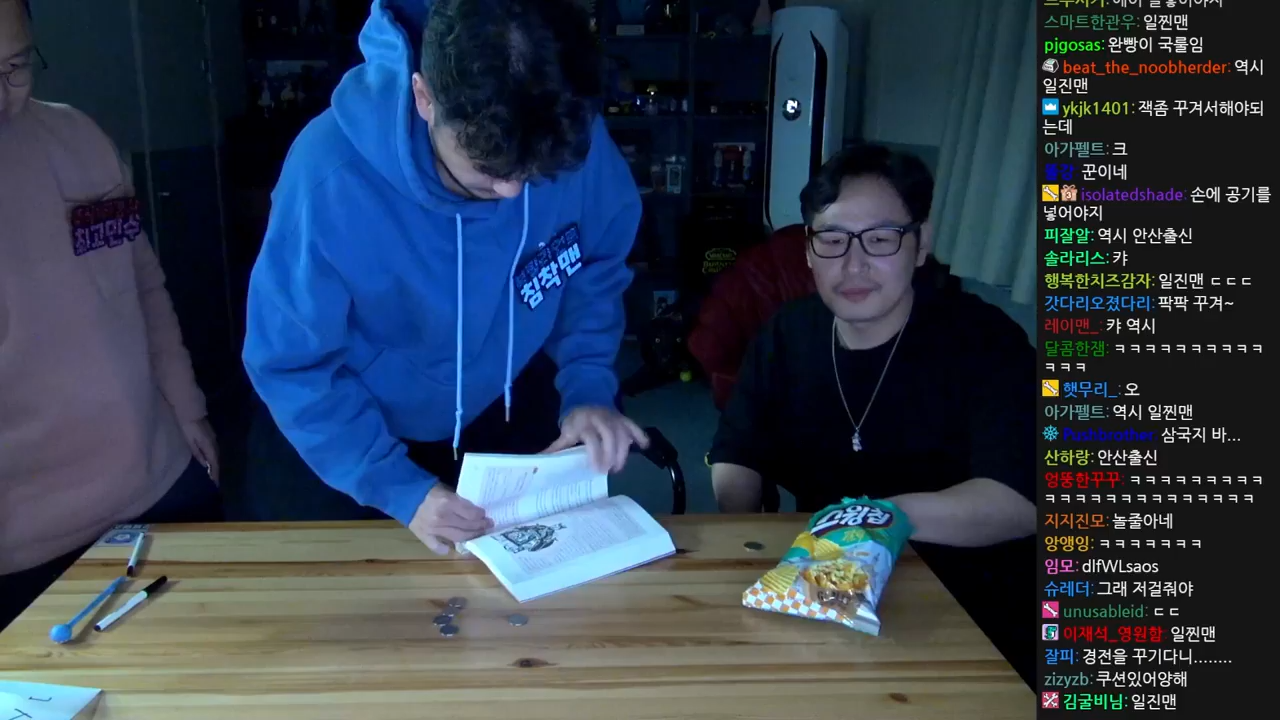 최고민수
침착맨
스윙칩
스마트한관우: 일찐맨
pjgosas: 완빵이 국룰임
beat_the_noobherder: 역시
일진맨
ykjk1401: 잭좀 꾸겨서해야되
는데
아가펠트: 크
꾼이네
isolatedshade: 손에 공기를
넣어야지
피잘알: 역시 안산출신
솔라리스: 캬
행복한치즈감자: 일진맨 ㄷㄷㄷ
갓다리오졌다리: 팍팍 꾸겨~
레이맨_: 캬 역시
달콤한잼: ㅋㅋㅋㅋㅋㅋㅋㅋㅋㅋㅋ
ㅋㅋㅋ
햇무리_: 오
아가펠트: 역시 일찐맨
Pushbrother: 삼국지 바...
산하랑: 안산출신
엉뚱한꾸꾸: ㅋㅋㅋㅋㅋㅋㅋㅋㅋㅋ
ㅋㅋㅋㅋㅋㅋㅋㅋㅋㅋㅋㅋㅋㅋㅋ
지지진모: 놀줄아네
앙앵잉: ㅋㅋㅋㅋㅋㅋㅋ
임모: dlfWLsaos
슈레더: 그래 저걸줘야
unusableid: ㄷㄷ
이재석_영원함: 일찐맨
잘피: 경전을 꾸기다니........
zizyzb: 쿠션있어양해
김굴비님: 일진맨